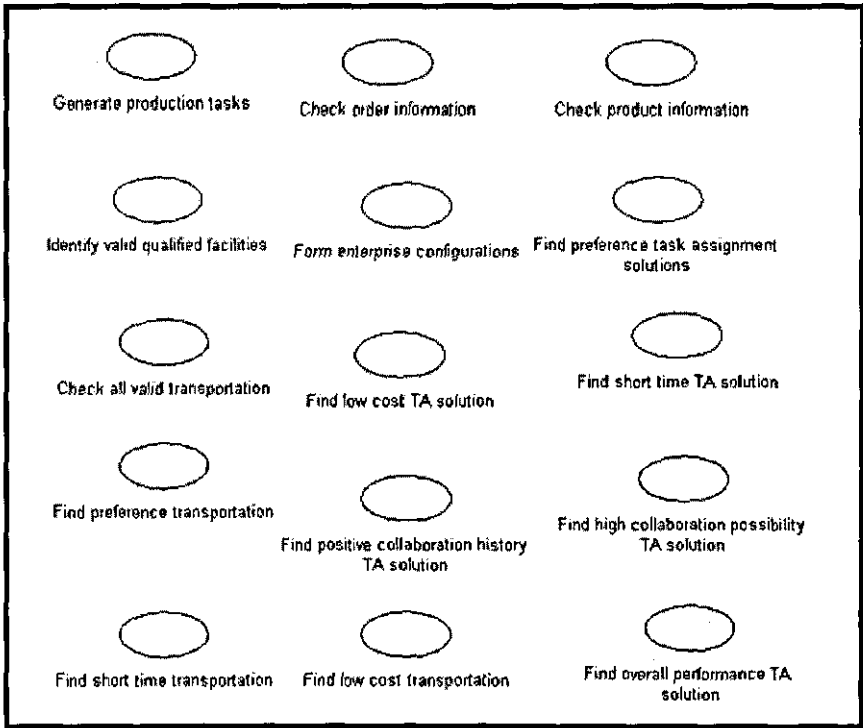 Generate production tasks
Check order information
Check product information
Identify valid qualified facilities
Form enterprise configurations
Find preference task assignment
solutions
Check all valid transportation
Find low cost TA solution
Find short time TA solution
Find preference transportation
Find positive collaboration history
TA solution
Find high collaboration possibility
TA solution
Find short time transportation
Find low cost transportation
Find overall performance TA
solution